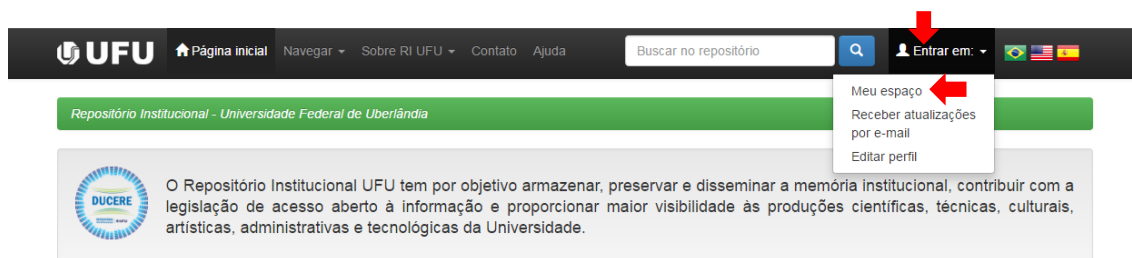 UFU Página inicial Navegar Sobre RI UFU Contato Ajuda Buscar no repositório Entrar em:
Meu espaço
Receber atualizações
por e-mail
Editar perfil
Repositório Institucional - Universidade Federal de Uberlândia
DUCERE
O Repositório Institucional UFU tem por objetivo armazenar, preservar e disseminar a memória institucional, contribuir com a
legislação de acesso aberto à informação e proporcionar maior visibilidade às produções científicas, técnicas, culturais,
artísticas, administrativas e tecnológicas da Universidade.